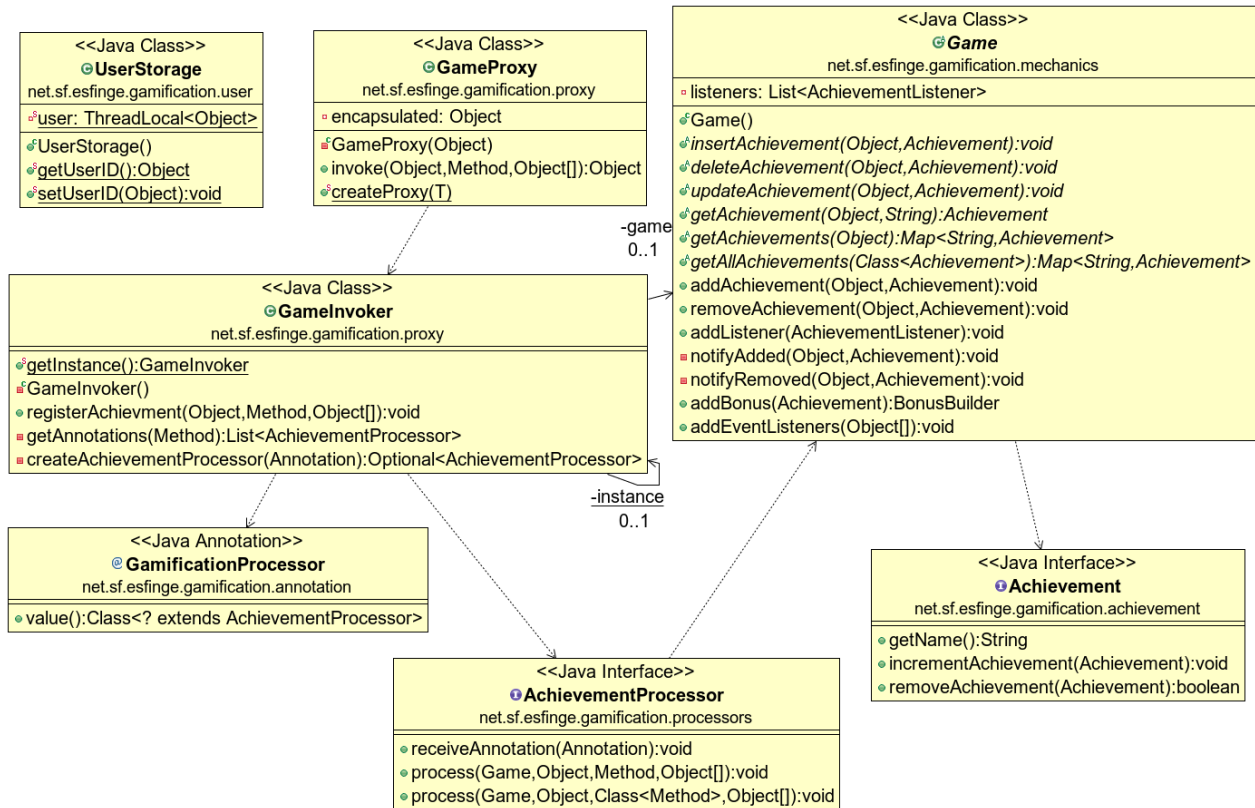 <<Java Class>>
UserStorage
net.sf.esfinge.gamification.user
user: ThreadLocal<Object>
UserStorage()
getUserID():Object
setUserID(Object):void
<<Java Class>>
GameProxy
net.sf.esfinge.gamification.proxy
encapsulated: Object
GameProxy(Object)
invoke(Object,Method,Object[]):Object
createProxy(T)
<<Java Class>>
Game
net.sf.esfinge.gamification.mechanics
listeners: List<AchievementListener>
Game()
insertAchievement(Object,Achievement):void
deleteAchievement(Object,Achievement):void
updateAchievement(Object,Achievement):void
getAchievement(Object,String):Achievement
getAchievements(Object):Map<String,Achievement>
getAllAchievements(Class<Achievement>):Map<String,Achievement>
addAchievement(Object,Achievement):void
removeAchievement(Object,Achievement):void
addListener(AchievementListener):void
notifyAdded(Object,Achievement):void
notifyRemoved(Object,Achievement):void
addBonus(Achievement):BonusBuilder
addEventListeners(Object[]):void
-game
0..1
<<Java Class>>
GameInvoker
net.sf.esfinge.gamification.proxy
getInstance():GameInvoker
GameInvoker()
registerAchievment(Object,Method,Object[]):void
getAnnotations(Method):List<AchievementProcessor>
createAchievementProcessor(Annotation):Optional<AchievementProcessor>
-instance
0..1
<<Java Annotation>>
GamificationProcessor
net.sf.esfinge.gamification.annotation
value():Class<? extends AchievementProcessor>
<<Java Interface>>
Achievement
net.sf.esfinge.gamification.achievement
getName():String
incrementAchievement(Achievement):void
removeAchievement(Achievement):boolean
<<Java Interface>>
AchievementProcessor
net.sf.esfinge.gamification.processors
receiveAnnotation(Annotation):void
process(Game,Object,Method,Object[]):void
process(Game,Object,Class<Method>,Object[]):void